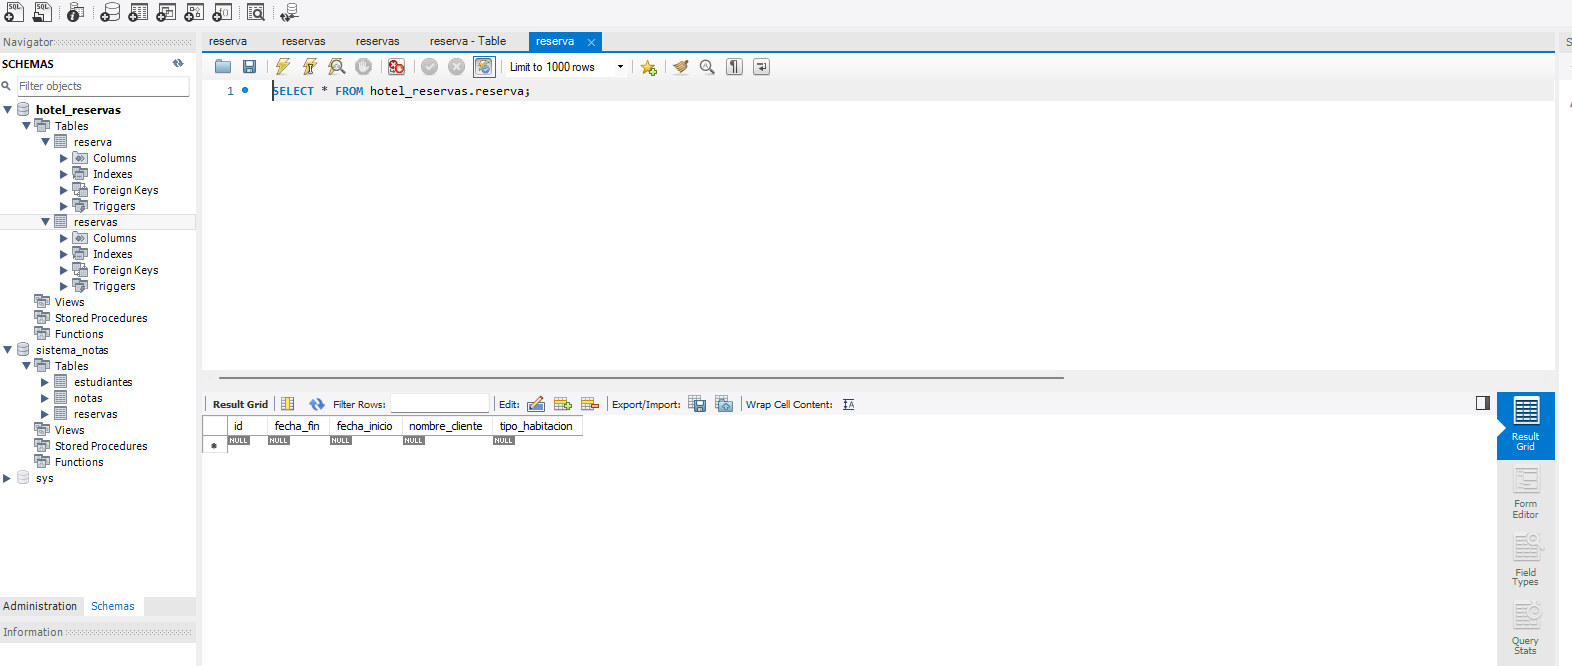 Navigator
SCHEMAS
Filter objects
hotel_reservas
Tables
reserva
Columns
Indexes
Foreign Keys
Triggers
reservas
Columns
Indexes
Foreign Keys
Triggers
Views
Stored Procedures
Functions
sistema_notas
Tables
estudiantes
notas
reservas
Views
Stored Procedures
Functions
sys
Administration Schemas
Information
reserva reservas reservas reserva - Table reserva
Limit to 1000 rows
1 SELECT * FROM hotel_reservas.reserva;
Result Grid Filter Rows: Edit: Export/Import: Wrap Cell Content:
id fecha_fin fecha_inicio nombre_cliente tipo_habitacion
NULL NULL NULL NULL NULL
Result
Grid
Form
Editor
Field
Types
Query
Stats